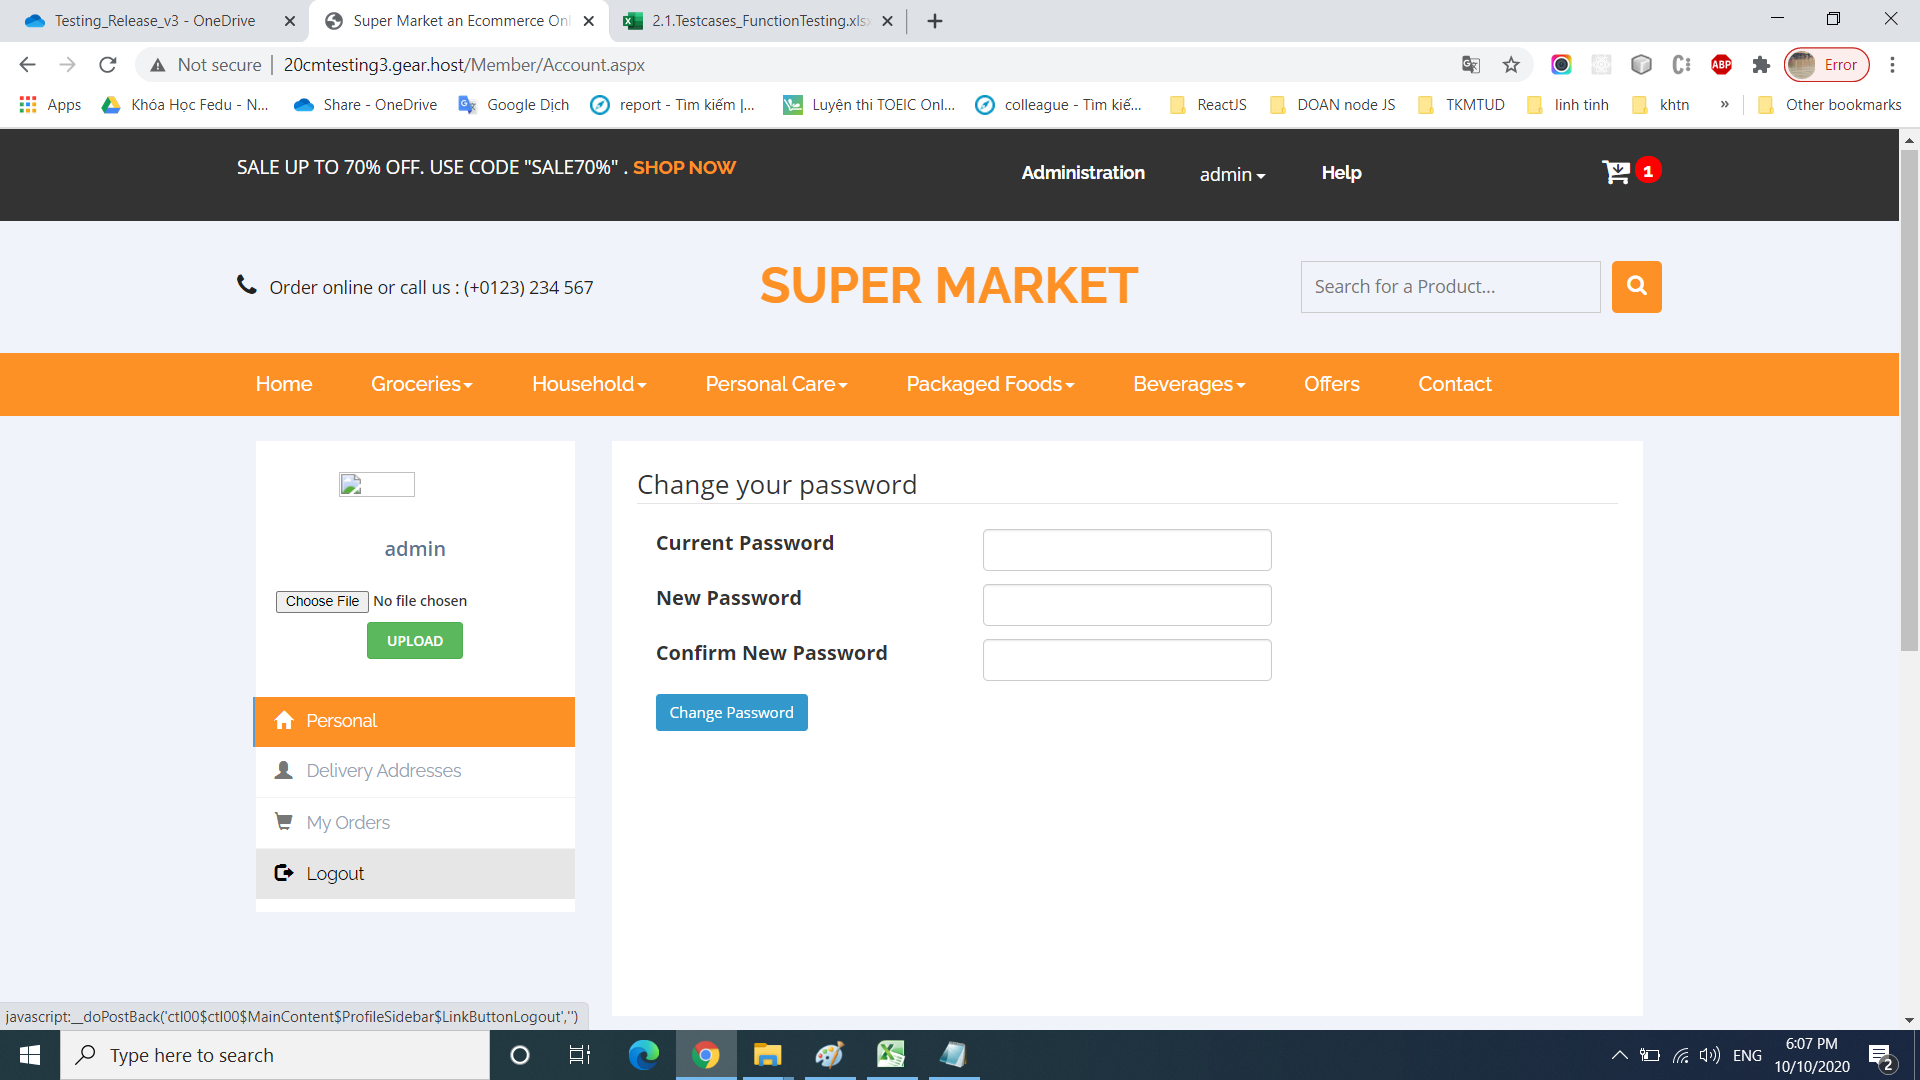 Testing_Release_v3 - OneDrive
Super Market an Ecommerce Onl
2.1.Testcases_FunctionTesting.xlsx
Not secure
20cmtesting3.gear.host/Member/Account.aspx
ABP
Error
Apps
Khóa Học Fedu - N...
Share - OneDrive
Google Dịch
report - Tìm kiếm |...
Luyện thi TOEIC Onl...
colleague - Tìm kiế...
ReactJS
DOAN node JS
TKMTUD
linh tinh
khtn
»
Other bookmarks
SALE UP TO 70% OFF. USE CODE "SALE70%" . SHOP NOW
Administration
admin
Help
1
Order online or call us : (+0123) 234 567
SUPER MARKET
Search for a Product...
Home
Groceries
Household
Personal Care
Packaged Foods
Beverages
Offers
Contact
admin
Choose File No file chosen
UPLOAD
Personal
Delivery Addresses
My Orders
Logout
Change your password
Current Password
New Password
Confirm New Password
Change Password
javascript:__doPostBack('ctl00$ctl00$MainContent$ProfileSidebar$LinkButtonLogout','')
Type here to search
ENG
6:07 PM
10/10/2020
2